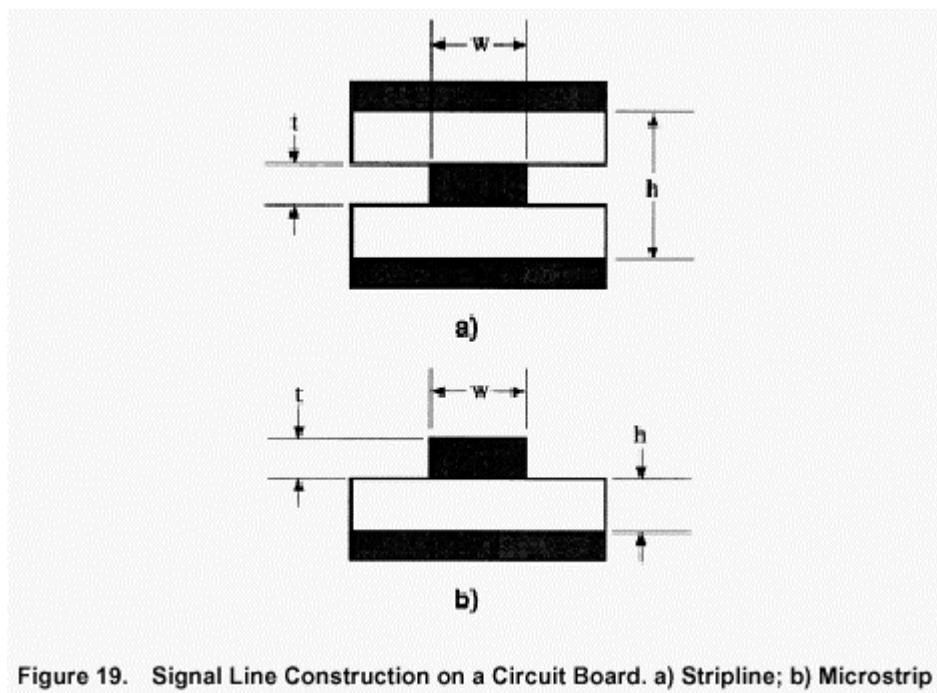 w
t
h
a)
t
w
h
b)
Figure 19. Signal Line Construction on a Circuit Board. a) Stripline; b) Microstrip